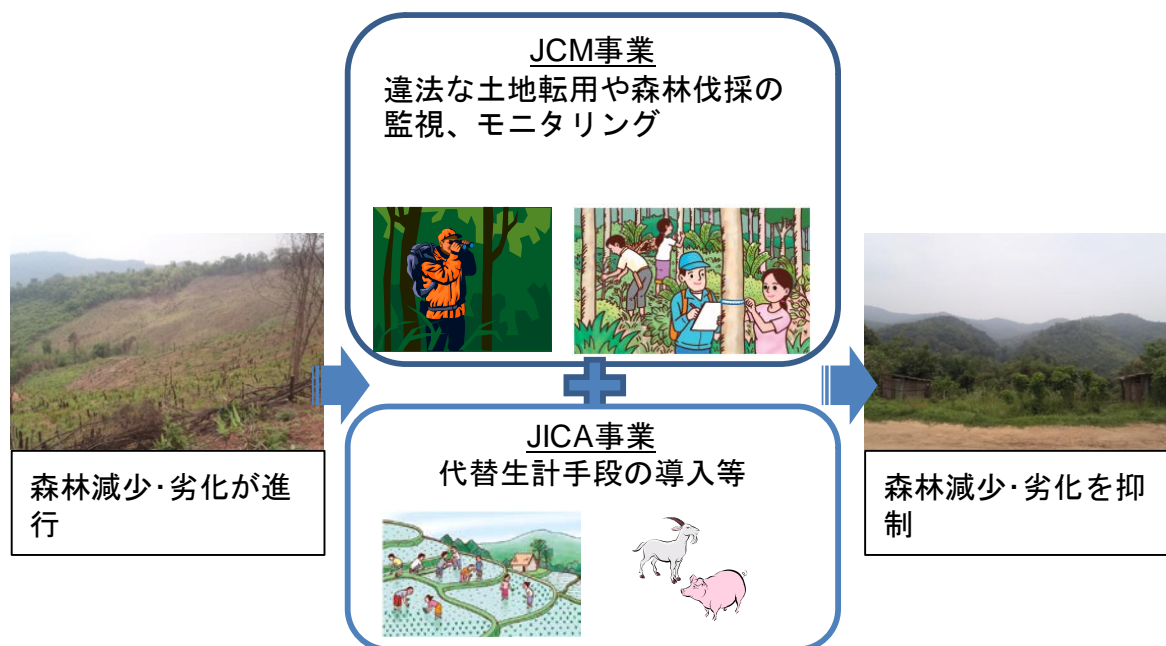 JCM事業
違法な土地転用や森林伐採の
監視、モニタリング
JICA事業
代替生計手段の導入等
森林減少･劣化が進
行
森林減少･劣化を抑
制